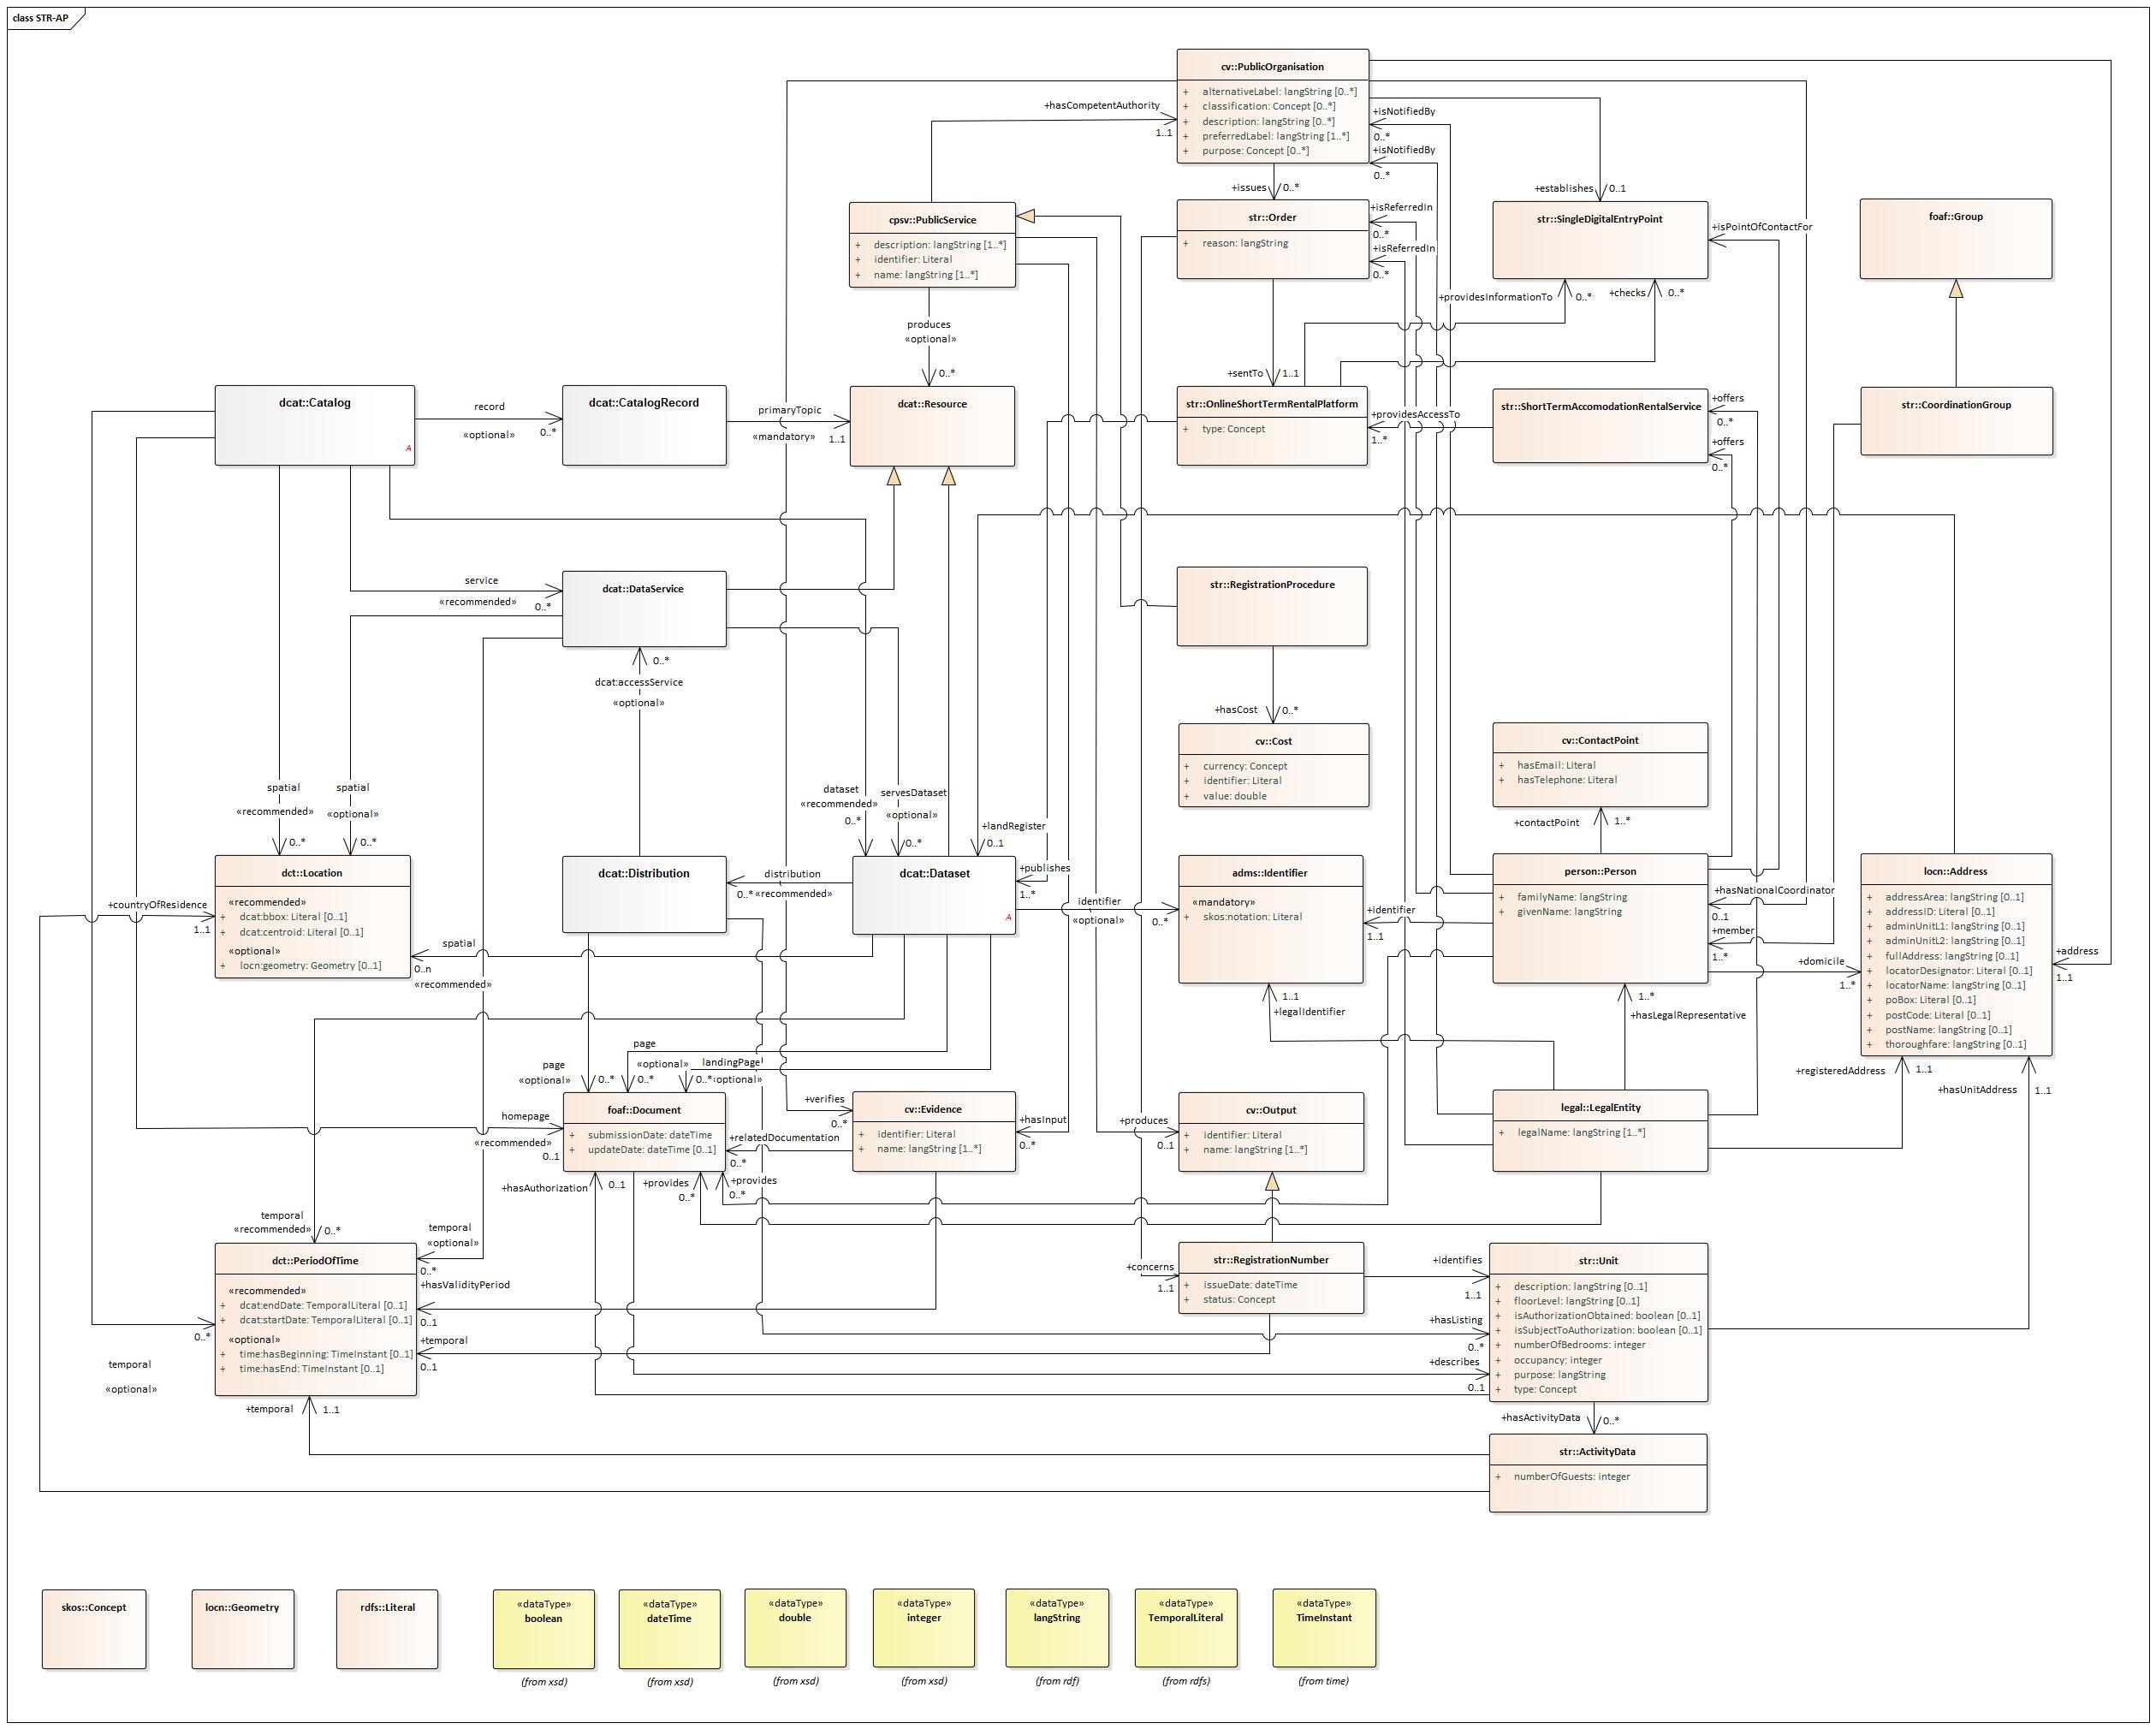 class STR-AP
cv::PublicOrganisation
+ alternativeLabel: langString [0..*]
+ classification: Concept [0..*]
+ description: langString [0..*]
+ preferredLabel: langString [1..*]
+ purpose: Concept [0..*]
+hasCompetentAuthority
1..1
+isNotifiedBy
0..*
+isNotifiedBy
0..*
+issues
0..*
+establishes
0..1
cpsv::PublicService
+ description: langString [1..*]
+ identifier: Literal
+ name: langString [1..*]
str::Order
+ reason: langString
+isReferredIn
0..*
+isReferredIn
0..*
str::SingleDigitalEntryPoint
+isPointOfContactFor
foaf::Group
+providesInformationTo
0..*
+checks
0..*
produces
«optional»
0..*
+sentTo
1..1
dcat::Catalog
A
record
«optional»
0..*
dcat::CatalogRecord
primaryTopic
«mandatory»
1..1
dcat::Resource
str::OnlineShortTermRentalPlatform
+ type: Concept
+providesAccessTo
1..*
str::ShortTermAccomodationRentalService
+offers
0..*
+offers
0..*
str::CoordinationGroup
service
«recommended»
0..*
dcat::DataService
str::RegistrationProcedure
0..*
dcat:accessService
«optional»
+hasCost
0..*
cv::Cost
+ currency: Concept
+ identifier: Literal
+ value: double
cv::ContactPoint
+ hasEmail: Literal
+ hasTelephone: Literal
+contactPoint
1..*
spatial
«recommended»
0..*
spatial
«optional»
0..*
dataset
«recommended»
0..*
servesDataset
«optional»
0..*
+landRegister
0..1
dct::Location
«recommended»
+ dcat:bbox: Literal [0..1]
+ dcat:centroid: Literal [0..1]
«optional»
+ locn:geometry: Geometry [0..1]
+countryOfResidence
1..1
dcat::Distribution
distribution
0..*
«recommended»
dcat::Dataset
A
+publishes
1..*
identifier
«optional»
0..*
adms::Identifier
«mandatory»
+ skos:notation: Literal
+identifier
1..1
person::Person
+ familyName: langString
+ givenName: langString
+hasNationalCoordinator
0..1
+member
1..*
+domicile
1..*
locn::Address
+ addressArea: langString [0..1]
+ addressID: Literal [0..1]
+ adminUnitL1: langString [0..1]
+ adminUnitL2: langString [0..1]
+ fullAddress: langString [0..1]
+ locatorDesignator: Literal [0..1]
+ locatorName: langString [0..1]
+ poBox: Literal [0..1]
+ postCode: Literal [0..1]
+ postName: langString [0..1]
+ thoroughfare: langString [0..1]
+address
1..1
spatial
0..n
«recommended»
1..1
+legalIdentifier
1..*
+hasLegalRepresentative
page
«optional»
0..*
page
«optional»
0..*
landingPage
0..*
«optional»
+registeredAddress
1..1
+hasUnitAddress
1..1
foaf::Document
+ submissionDate: dateTime
+ updateDate: dateTime [0..1]
homepage
«recommended»
0..1
+verifies
0..*
cv::Evidence
+ identifier: Literal
+ name: langString [1..*]
+relatedDocumentation
0..*
+hasInput
0..*
+produces
0..1
cv::Output
+ identifier: Literal
+ name: langString [1..*]
legal::LegalEntity
+ legalName: langString [1..*]
+hasAuthorization
0..1
+provides
0..*
+provides
0..*
temporal
«recommended»
0..*
temporal
«optional»
0..*
dct::PeriodOfTime
«recommended»
+ dcat:endDate: TemporalLiteral [0..1]
+ dcat:startDate: TemporalLiteral [0..1]
«optional»
+ time:hasBeginning: TimeInstant [0..1]
+ time:hasEnd: TimeInstant [0..1]
+hasValidityPeriod
0..1
+temporal
0..1
0..*
temporal
«optional»
+temporal
1..1
+concerns
1..1
str::RegistrationNumber
+ issueDate: dateTime
+ status: Concept
+identifies
1..1
+hasListing
0..*
+describes
0..1
str::Unit
+ description: langString [0..1]
+ floorLevel: langString [0..1]
+ isAuthorizationObtained: boolean [0..1]
+ isSubjectToAuthorization: boolean [0..1]
+ numberOfBedrooms: integer
+ occupancy: integer
+ purpose: langString
+ type: Concept
+hasActivityData
0..*
str::ActivityData
+ numberOfGuests: integer
skos::Concept
locn::Geometry
rdfs::Literal
«dataType»
boolean
(from xsd)
«dataType»
dateTime
(from xsd)
«dataType»
double
(from xsd)
«dataType»
integer
(from xsd)
«dataType»
langString
(from rdf)
«dataType»
TemporalLiteral
(from rdfs)
«dataType»
TimeInstant
(from time)